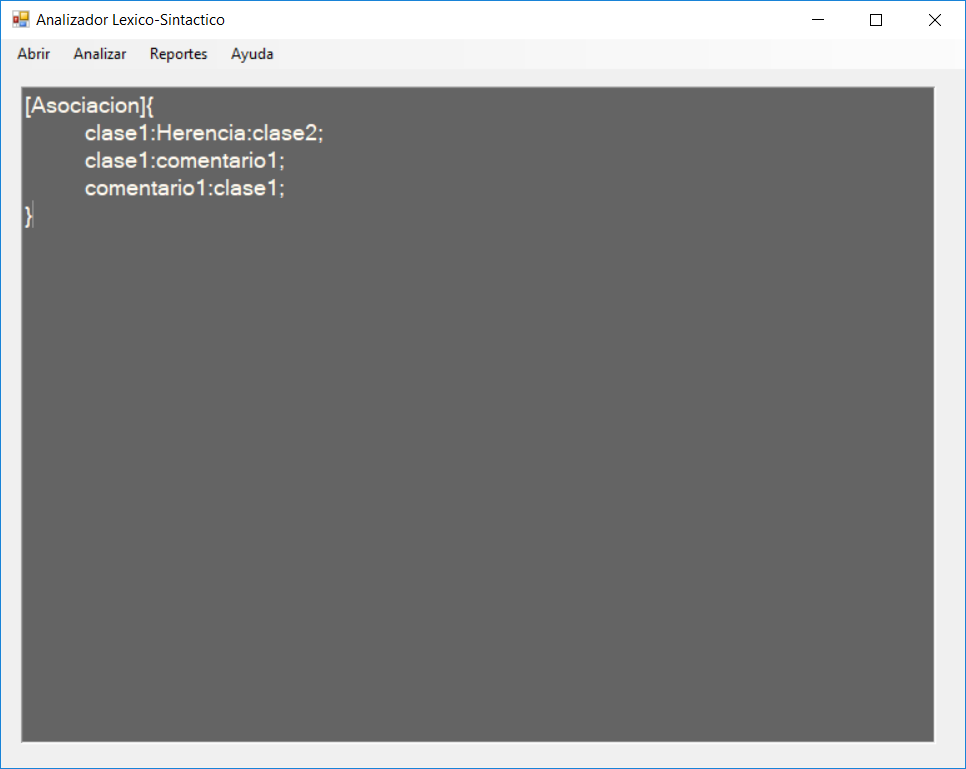 Analizador Lexico-Sintactico
Abrir Analizar Reportes Ayuda
[Asociacion]{
clase1:Herencia:clase2;
clase1:comentario1;
comentario1:clase1;
}